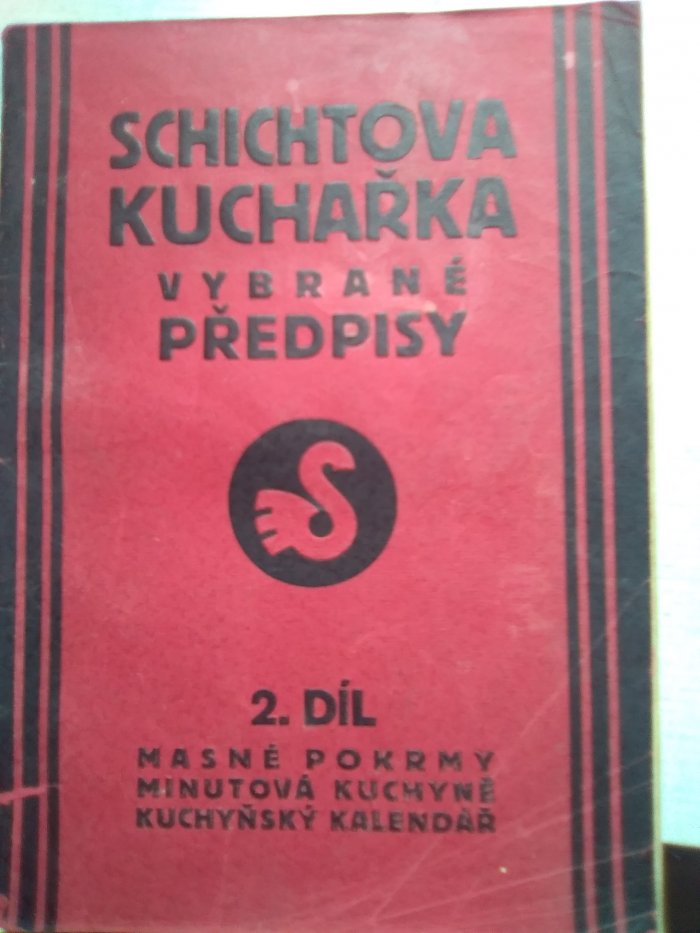 SCHICHTOVA
KUCHAŘKA
VYBRANÉ
PŘEDPISY
2. DÍL
MASNÉ POKRMY
MINUTOVÁ KUCHYNĚ
KUCHYŇSKÝ KALENDÁŘ